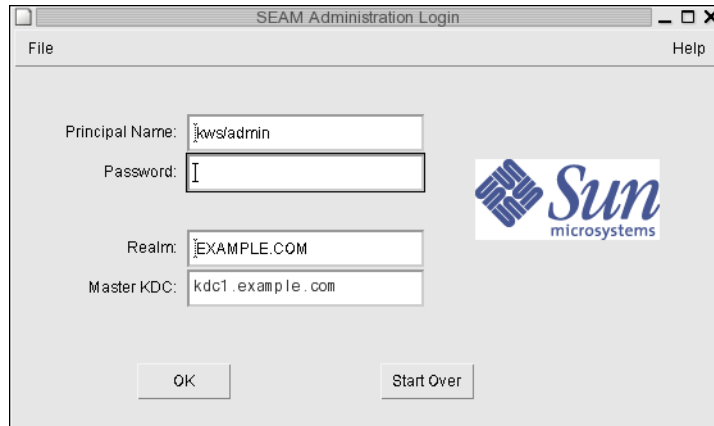 SEAM Administration Login
File Help
Principal Name: kws/admin
Password:
Sun
microsystems
Realm: EXAMPLE.COM
Master KDC: kdc1.example.com
OK Start Over